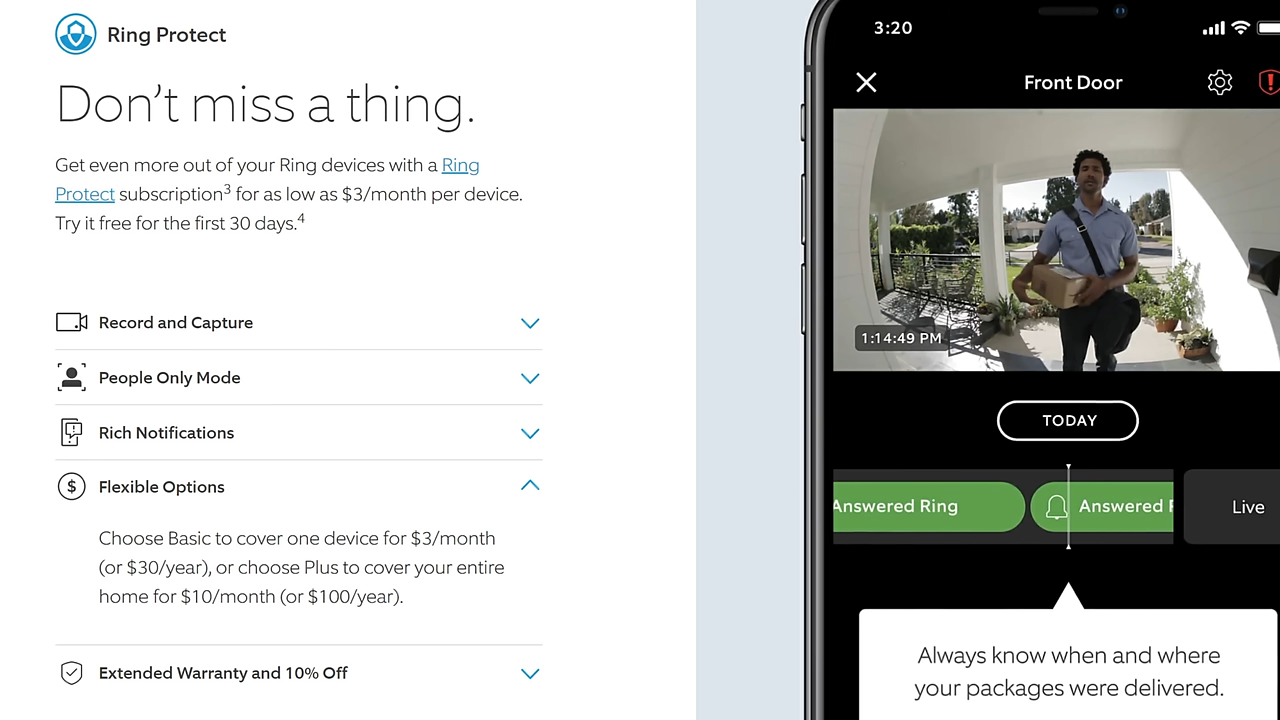 Ring Protect
Don't miss a thing.
Get even more out of your Ring devices with a Ring
Protect subscription³ for as low as $3/month per device.
Try it free for the first 30 days.⁴
Record and Capture
People Only Mode
Rich Notifications
$ Flexible Options
Choose Basic to cover one device for $3/month
(or $30/year), or choose Plus to cover your entire
home for $10/month (or $100/year).
Extended Warranty and 10% Off
3:20
Front Door
1:14:49 PM
TODAY
Answered Ring
Answered
Live
Always know when and where
your packages were delivered.